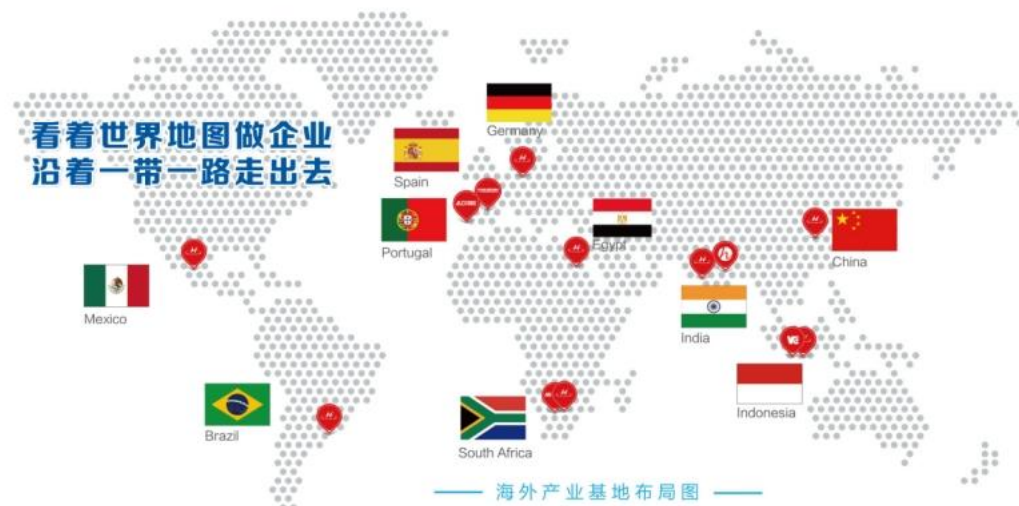 看着世界地图做企业
沿着一带一路走出去
Germany
Spain
Portugal
Egypt
China
Mexico
India
Indonesia
Brazil
South Africa
海外产业基地布局图